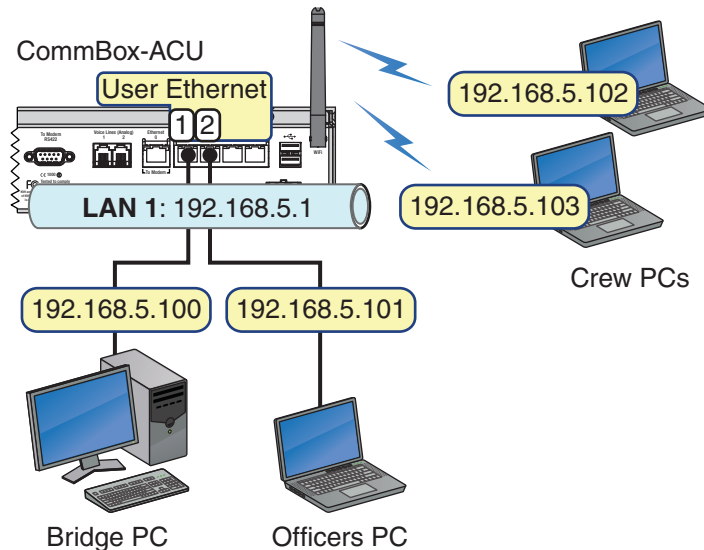 CommBox-ACU
User Ethernet
1 2
To Modem
RS422
Voice Lines (Analog)
1 2
Ethernet
0
To Modem
WiFi
LAN 1: 192.168.5.1
192.168.5.102
192.168.5.103
Crew PCs
192.168.5.100
192.168.5.101
Bridge PC
Officers PC